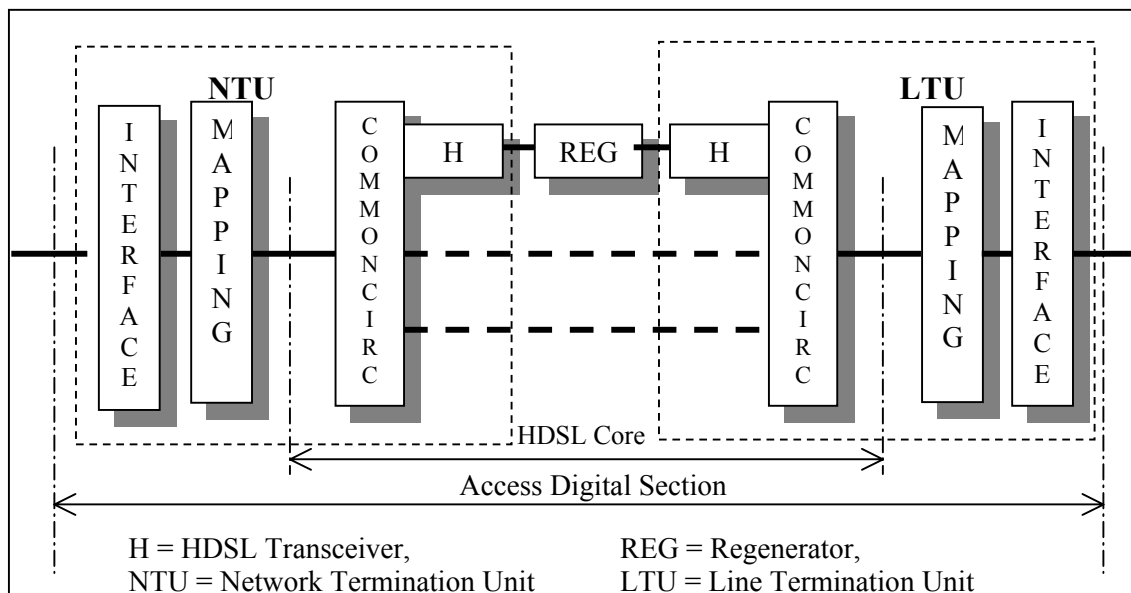 NTU
LTU
INTERFACE
MAPPING
COMMONCIRC
H
REG
H
COMMONCIRC
MAPPING
INTERFACE
HDSL Core
Access Digital Section
H = HDSL Transceiver,
REG = Regenerator,
NTU = Network Termination Unit
LTU = Line Termination Unit